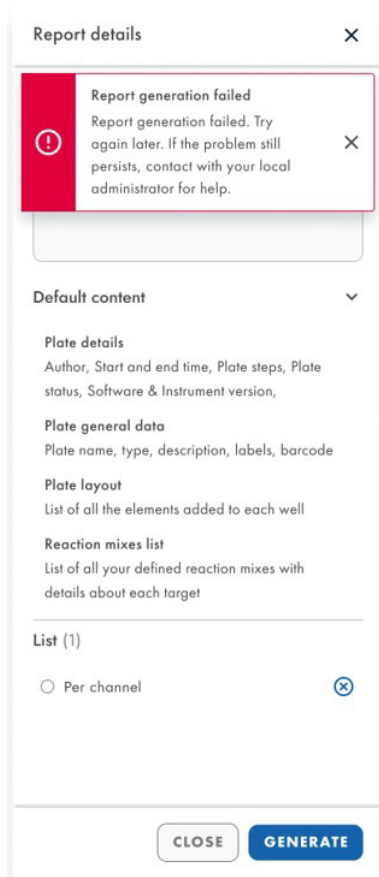 Report details
Report generation failed
Report generation failed. Try
again later. If the problem still
persists, contact with your local
administrator for help.
Default content
Plate details
Author, Start and end time, Plate steps, Plate
status, Software & Instrument version,
Plate general data
Plate name, type, description, labels, barcode
Plate layout
List of all the elements added to each well
Reaction mixes list
List of all your defined reaction mixes with
details about each target
List (1)
Per channel
CLOSE GENERATE